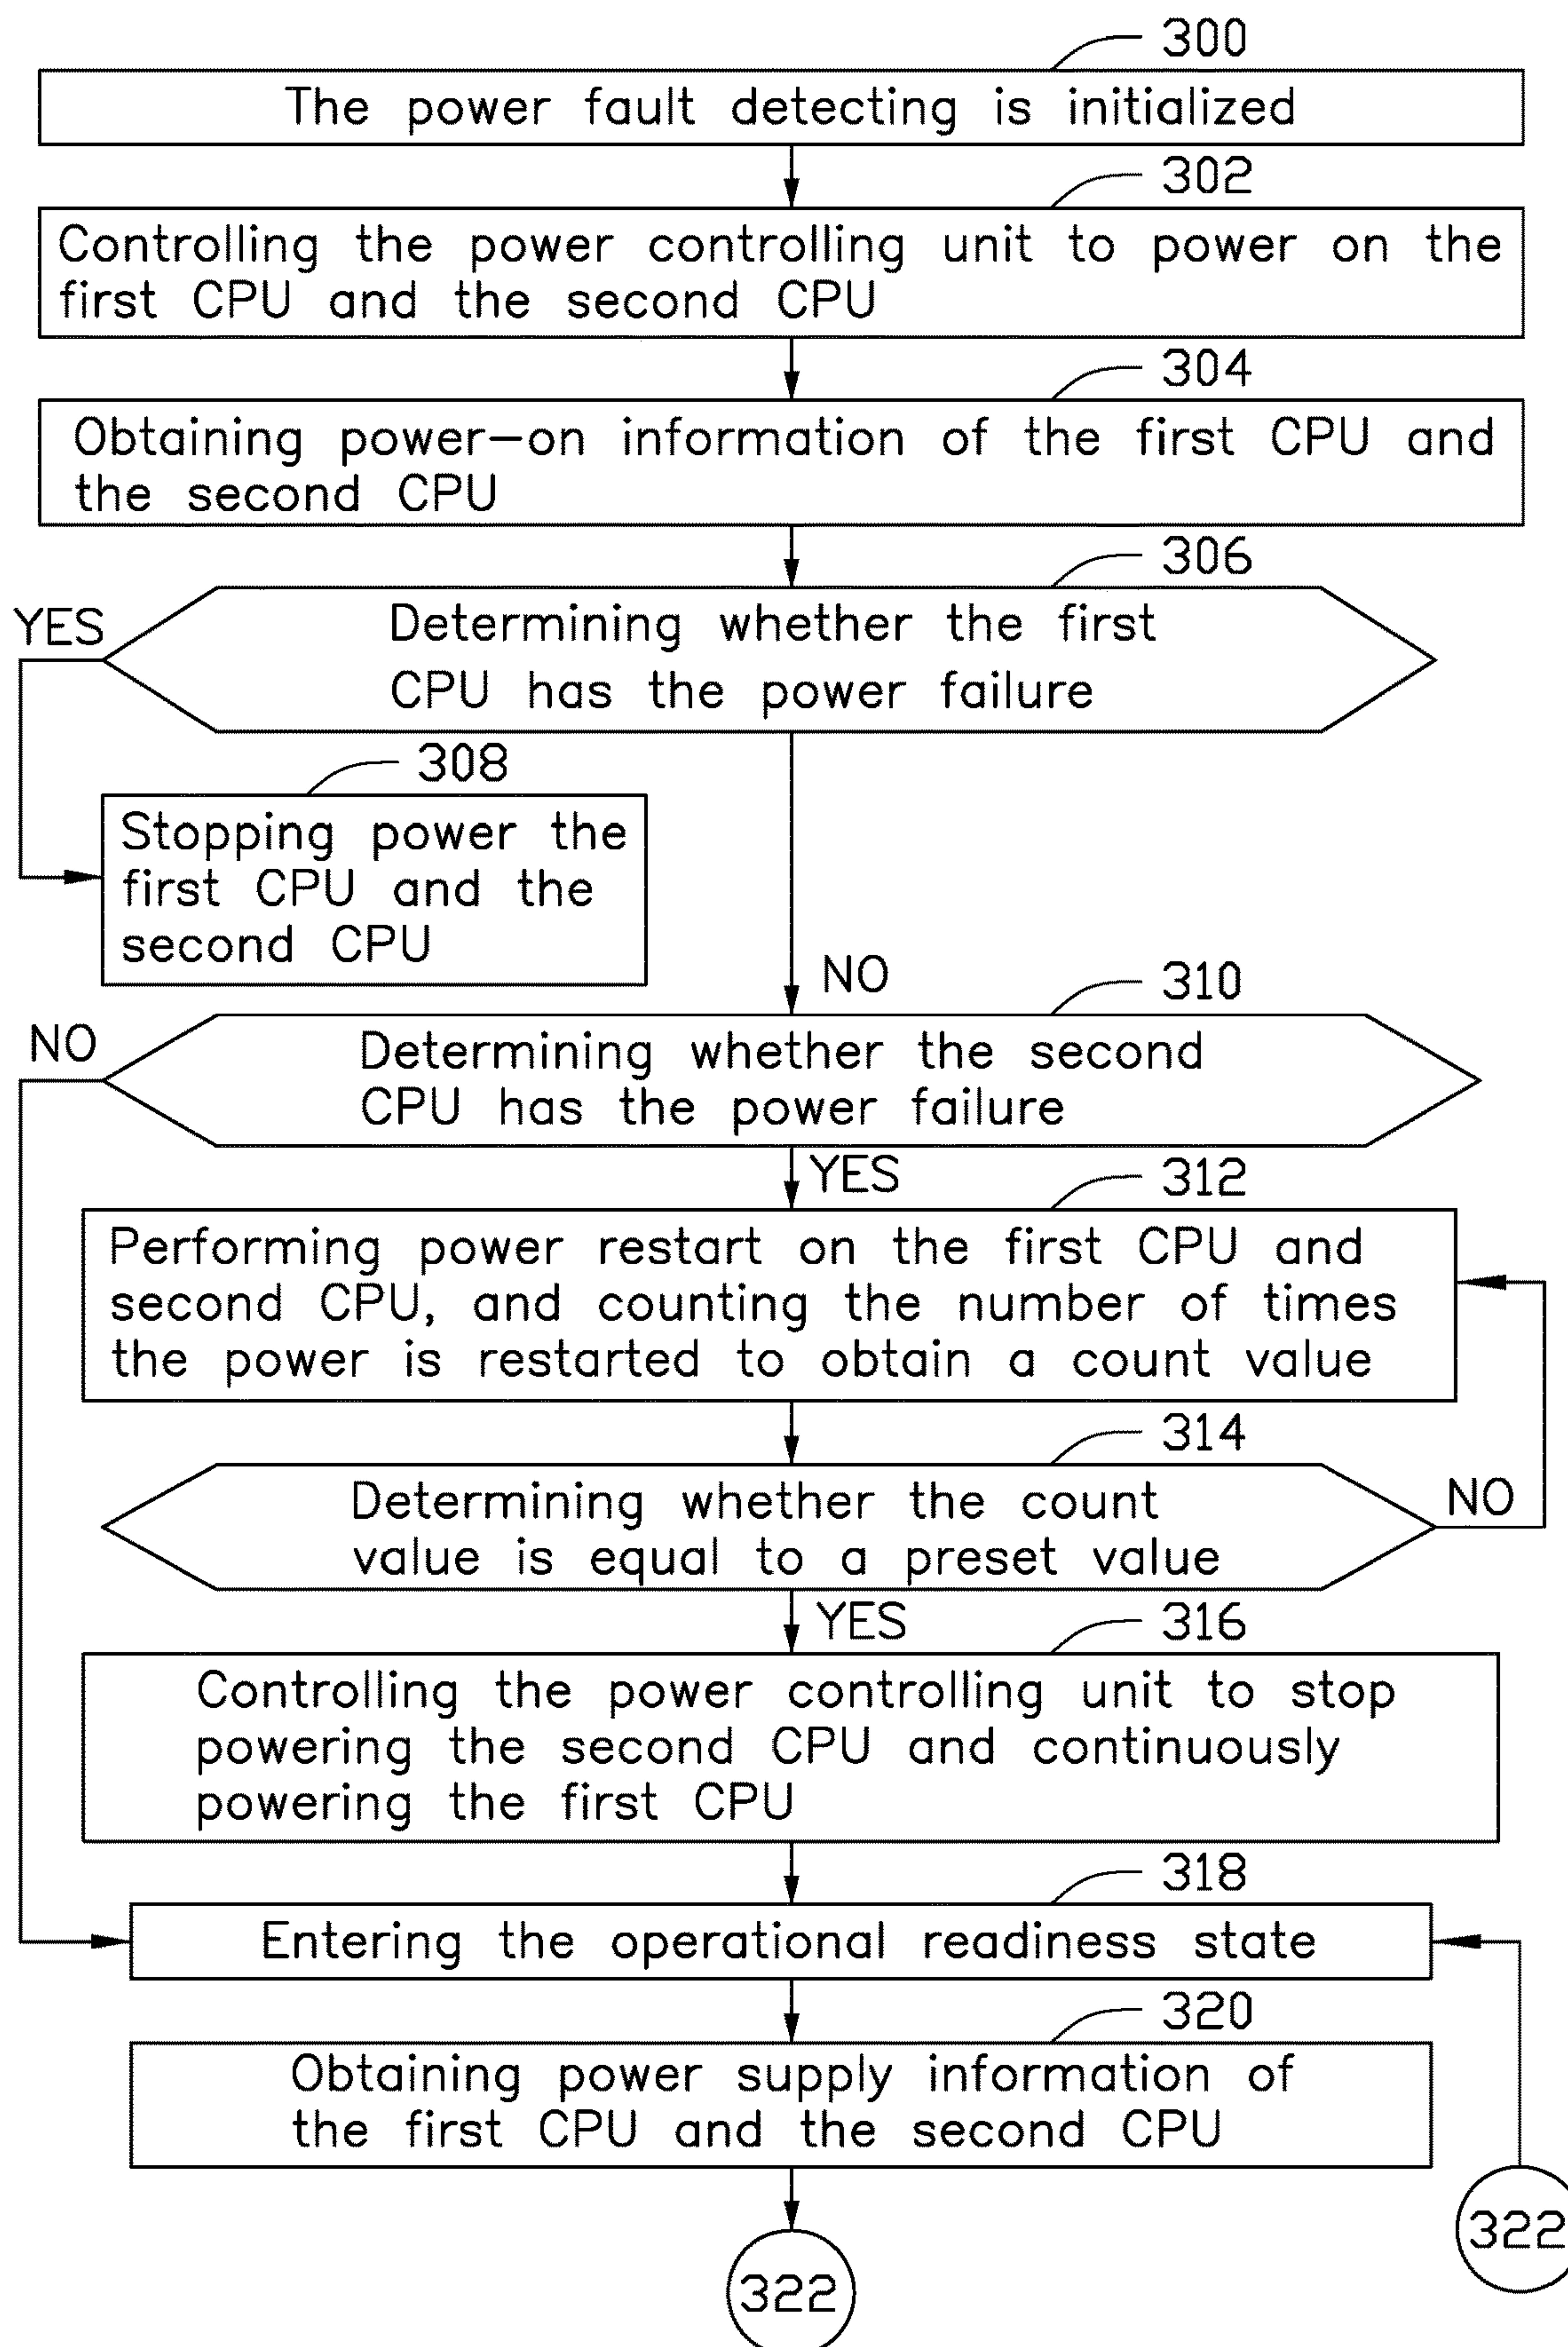 300
The power fault detecting is initialized
302
Controlling the power controlling unit to power on the
first CPU and the second CPU
304
Obtaining power-on information of the first CPU and
the second CPU
306
YES
Determining whether the first
CPU has the power failure
308
Stopping power the
first CPU and the
second CPU
NO
310
NO
Determining whether the second
CPU has the power failure
YES
312
Performing power restart on the first CPU and
second CPU, and counting the number of times
the power is restarted to obtain a count value
314
Determining whether the count
value is equal to a preset value
NO
YES
316
Controlling the power controlling unit to stop
powering the second CPU and continuously
powering the first CPU
318
Entering the operational readiness state
320
Obtaining power supply information of
the first CPU and the second CPU
322
322